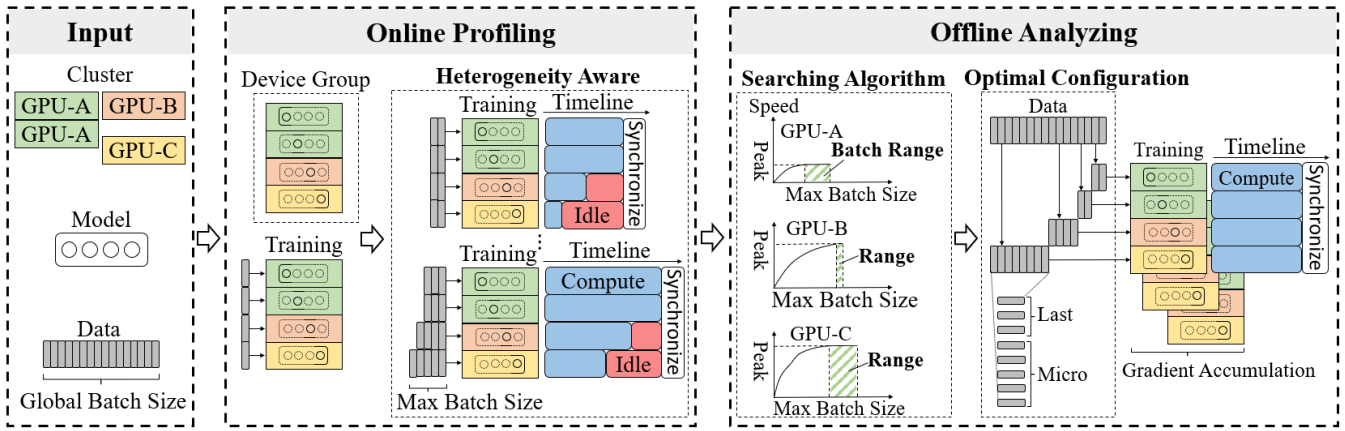 Input
Cluster
GPU-A
GPU-B
GPU-A
GPU-C
Model
Data
Global Batch Size
Online Profiling
Device Group
Training
Heterogeneity Aware
Training
Timeline
Synchronize
Idle
Training
Timeline
Compute
Synchronize
Idle
Max Batch Size
Offline Analyzing
Searching Algorithm
Speed
GPU-A
Peak
Batch Range
Max Batch Size
GPU-B
Peak
Range
Max Batch Size
GPU-C
Peak
Range
Max Batch Size
Optimal Configuration
Data
Training
Timeline
Compute
Synchronize
Last
Micro
Gradient Accumulation